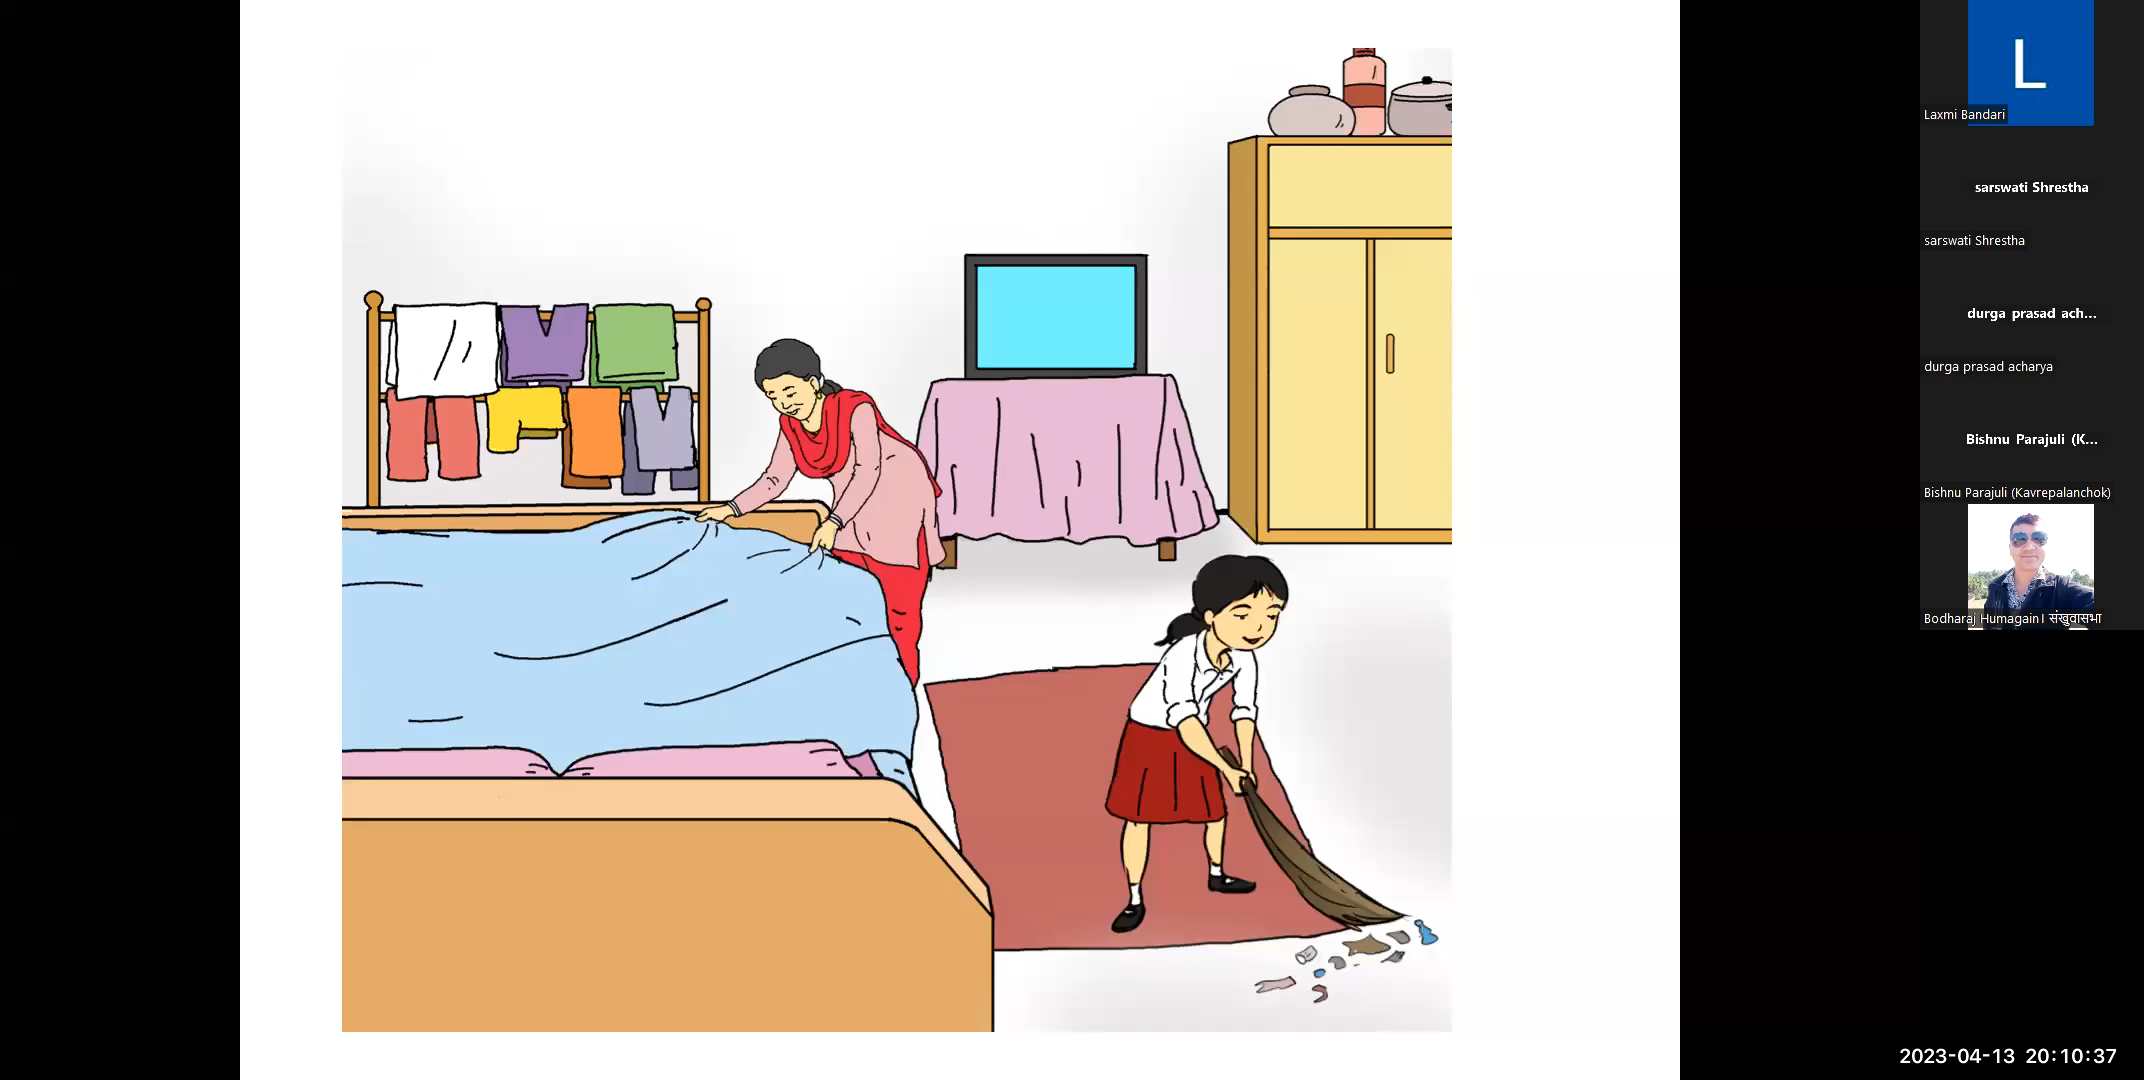 L
Laxmi Bandari
sarswati Shrestha
sarswati Shrestha
durga prasad ach...
durga prasad acharya
Bishnu Parajuli (K...
Bishnu Parajuli (Kavrepalanchok)
Bodharaj Humagain। संखुवासभा
2023-04-13 20:10:37